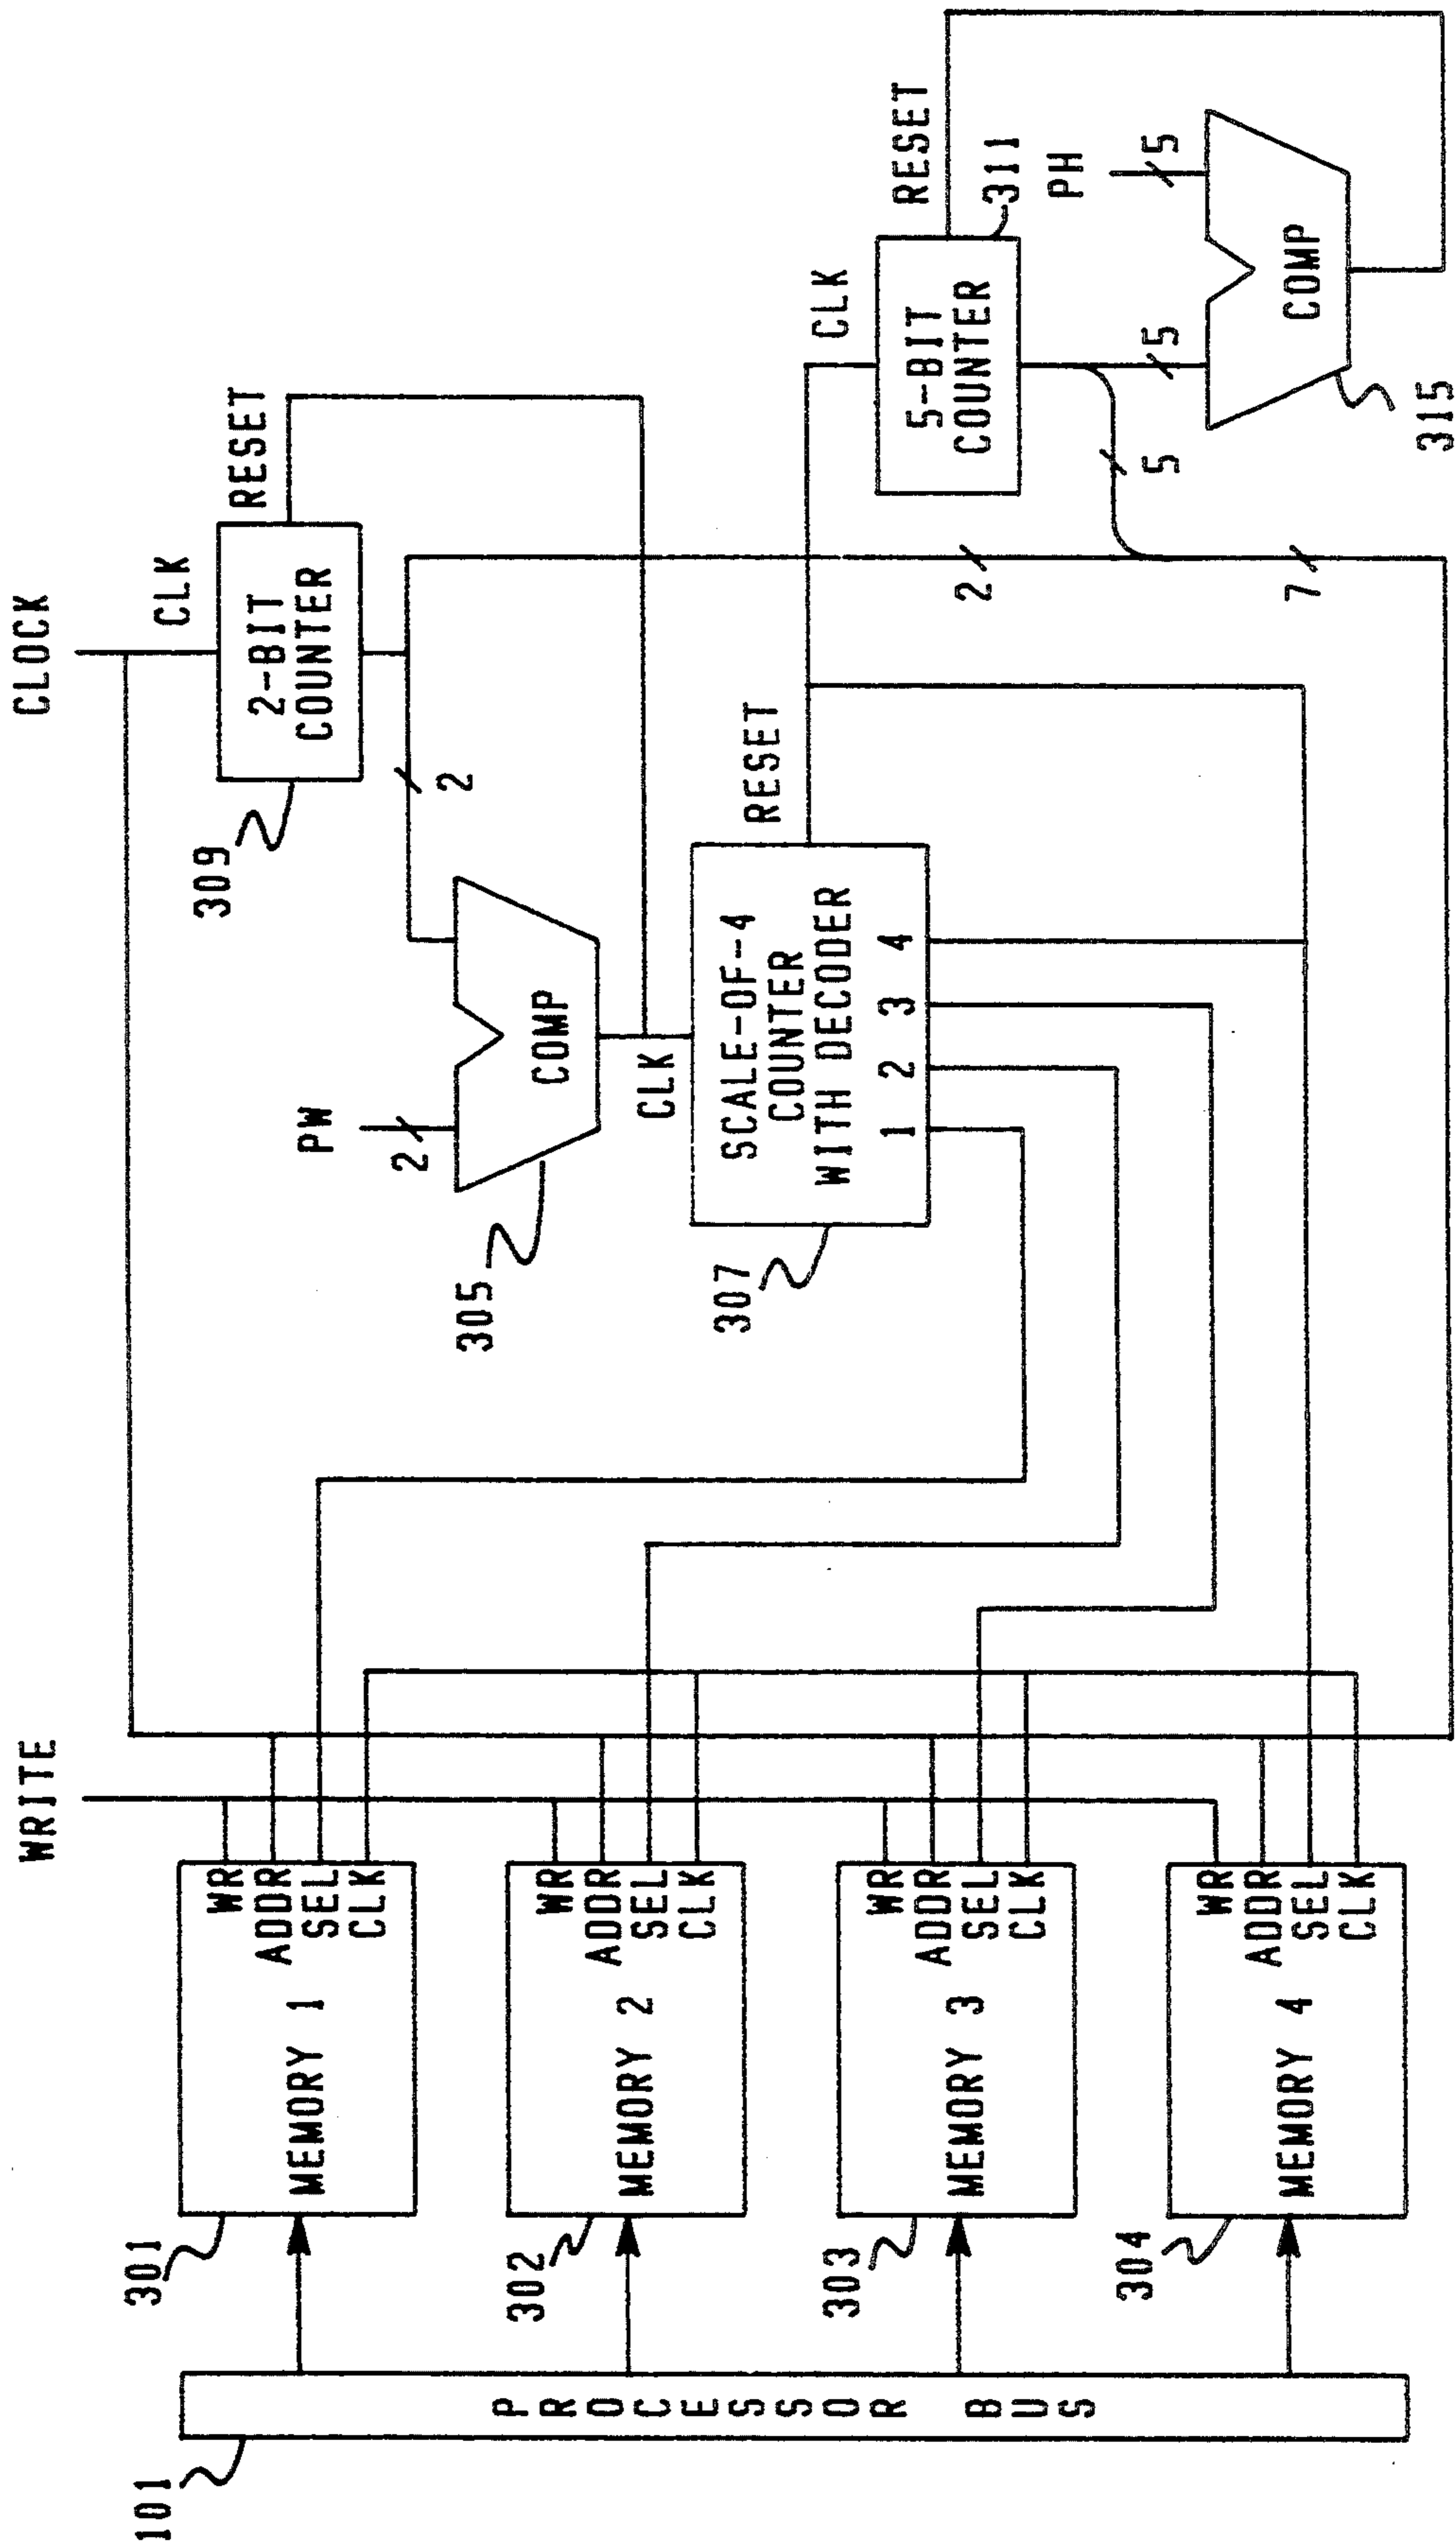 101
PROCESSOR BUS
301
MEMORY 1
WR
ADDR
SEL
CLK
302
MEMORY 2
WR
ADDR
SEL
CLK
303
MEMORY 3
WR
ADDR
SEL
CLK
304
MEMORY 4
WR
ADDR
SEL
CLK
WRITE
CLOCK
CLK
309
2-BIT
COUNTER
RESET
2
PW
2
305
COMP
CLK
307
SCALE-OF-4
COUNTER
WITH DECODER
1 2 3 4
RESET
CLK
5-BIT
COUNTER
RESET
311
PH
5
5
5
2
7
COMP
315